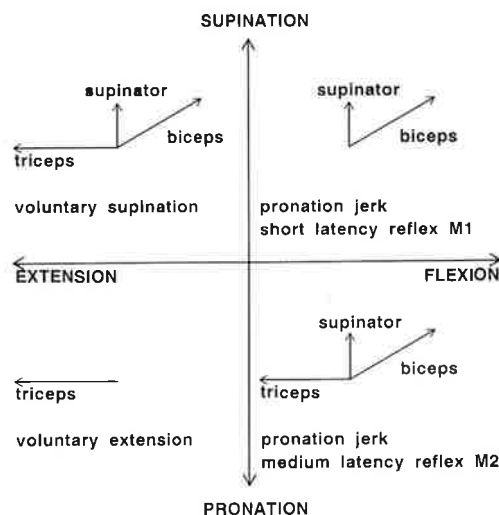 SUPINATION
supinator
biceps
triceps
voluntary supination
supinator
biceps
pronation jerk
short latency reflex M1
EXTENSION
FLEXION
triceps
voluntary extension
supinator
biceps
triceps
pronation jerk
medium latency reflex M2
PRONATION